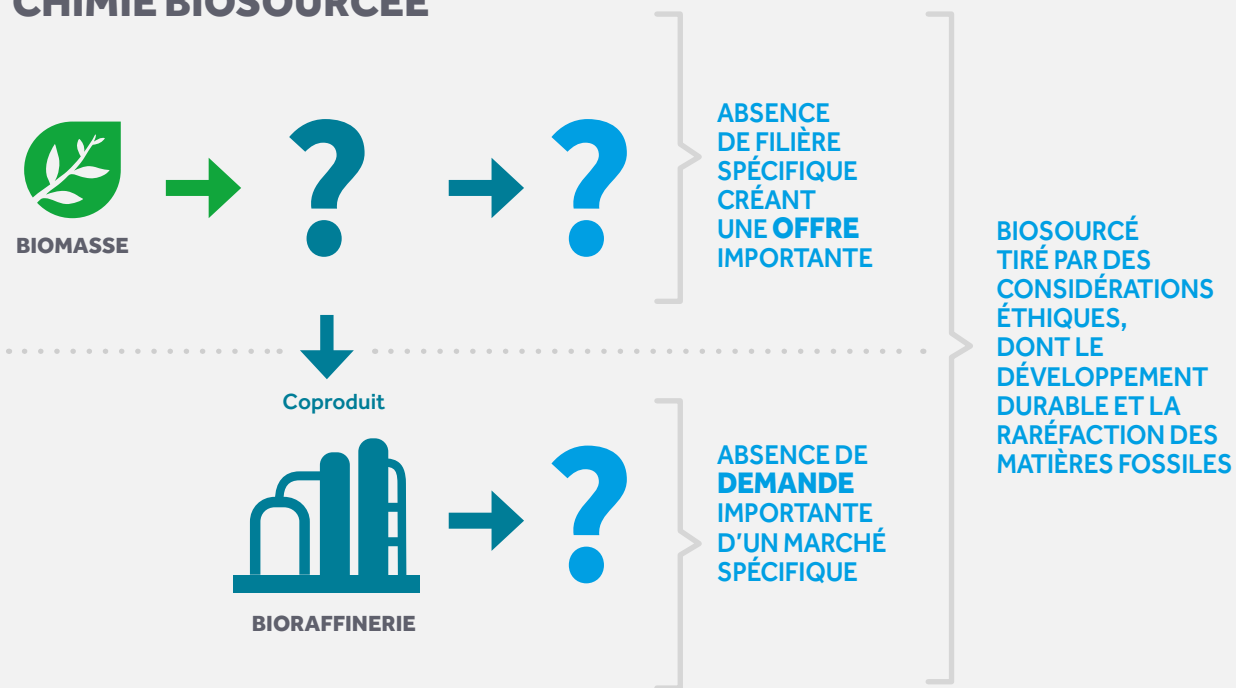 CHIMIE BIOSOURCÉE
?
?
BIOMASSE
ABSENCE
DE FILIÈRE
SPÉCIFIQUE
CRÉANT
UNE OFFRE
IMPORTANTE
Coproduit
?
BIORAFFINERIE
ABSENCE DE
DEMANDE
IMPORTANTE
D'UN MARCHÉ
SPÉCIFIQUE
BIOSOURCÉ
TIRÉ PAR DES
CONSIDÉRATIONS
ÉTHIQUES,
DONT LE
DÉVELOPPEMENT
DURABLE ET LA
RARÉFACTION DES
MATIÈRES FOSSILES